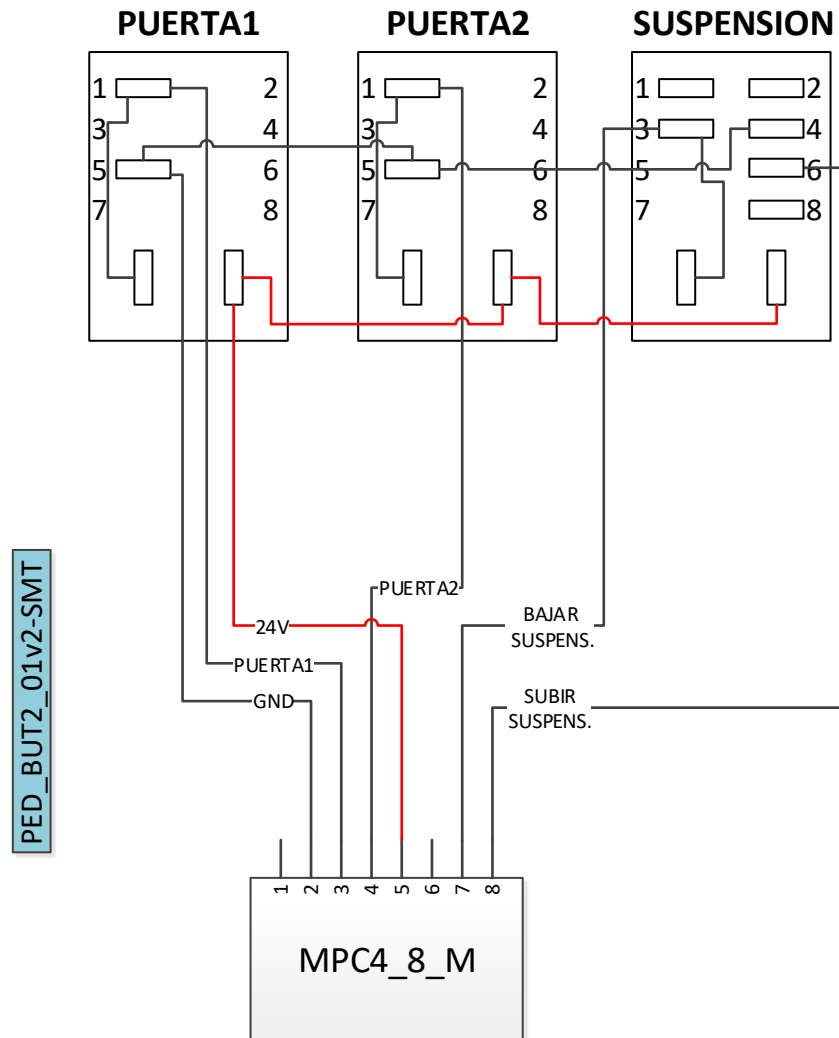 PUERTA1 PUERTA2 SUSPENSION
1 2 1 2 1 2
3 4 3 4 3 4
5 6 5 6 5 6
7 8 7 8 7 8
PED_BUT2_01v2-SMT
PUERTA2
24V
BAJAR
SUSPENS.
PUERTA1
GND
SUBIR
SUSPENS.
1 2 3 4 5 6 7 8
MPC4_8_M